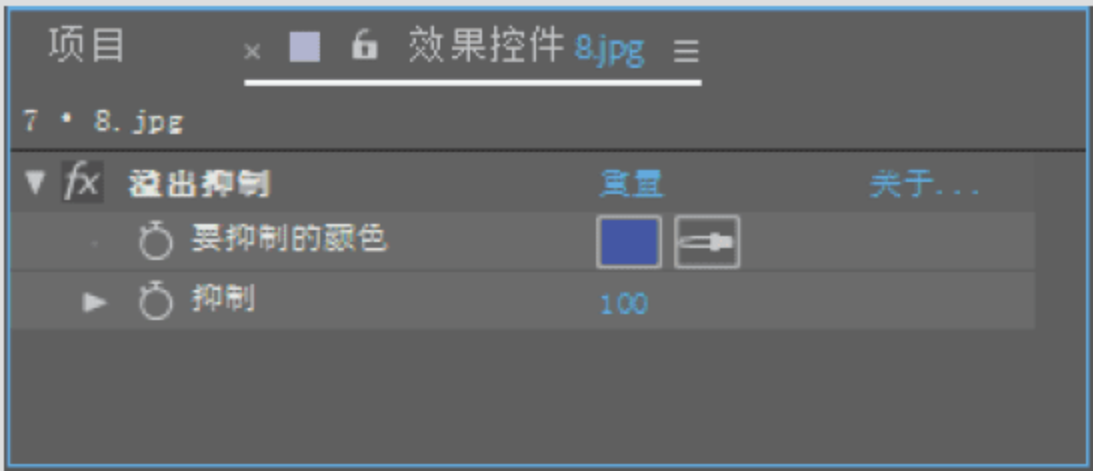 项目 × 效果控件 8.jpg ≡
7 • 8.jpg
fx 溢出抑制 重置 关于...
要抑制的颜色
抑制 100